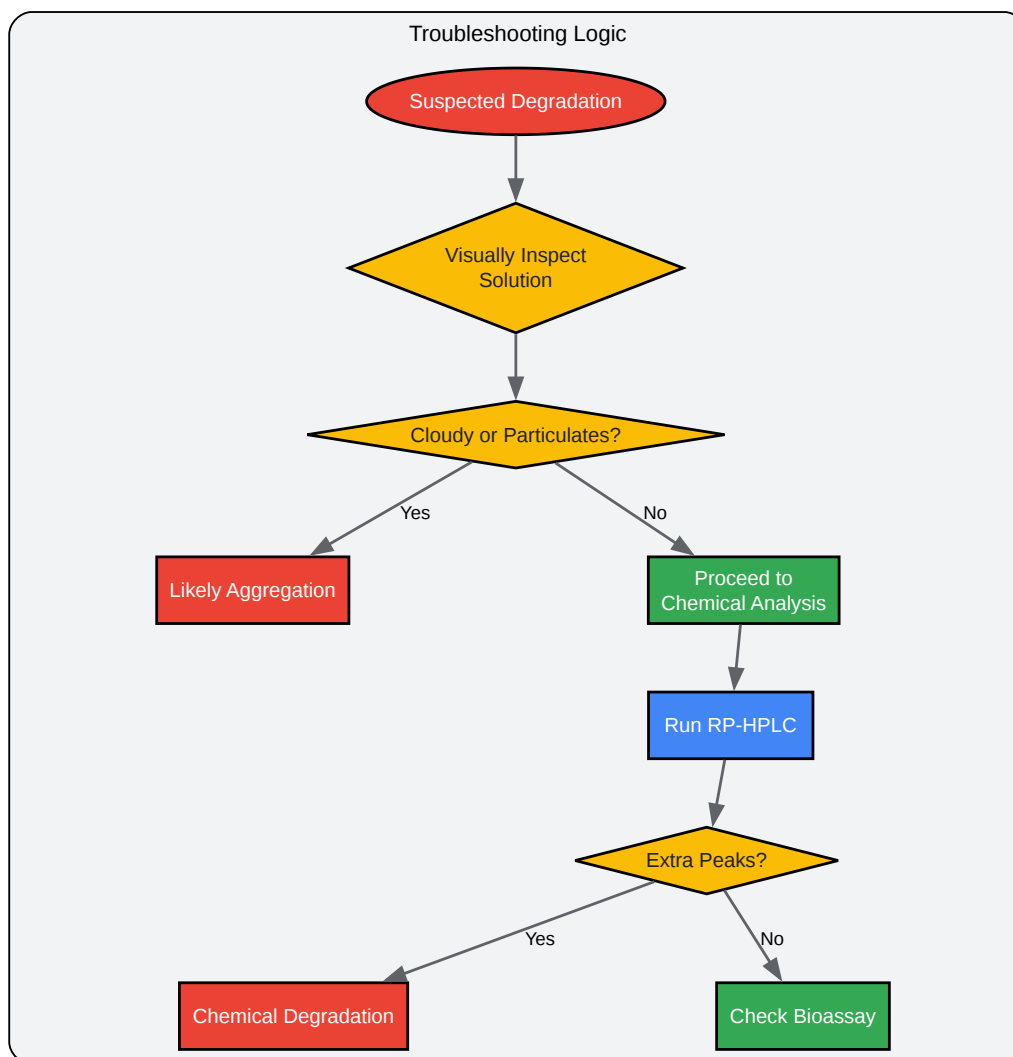 Troubleshooting Logic
Suspected Degradation
Visually Inspect
Solution
Cloudy or Particulates?
Yes
No
Likely Aggregation
Proceed to
Chemical Analysis
Run RP-HPLC
Extra Peaks?
Yes
No
Chemical Degradation
Check Bioassay